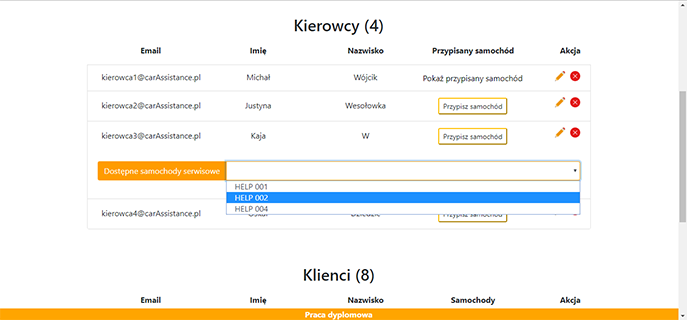 Kierowcy (4)
Email Imię Nazwisko Przypisany samochód Akcja
kierowca1@carAssistance.pl Michał Wójcik Pokaż przypisany samochód
kierowca2@carAssistance.pl Justyna Wesołowka Przypisz samochód
kierowca3@carAssistance.pl Kaja W Przypisz samochód
Dostępne samochody serwisowe
HELP 001
HELP 002
HELP 004
kierowca4@carAssistance.pl Przypisz samochód
Klienci (8)
Email Imię Nazwisko Samochody Akcja
Praca dyplomowa